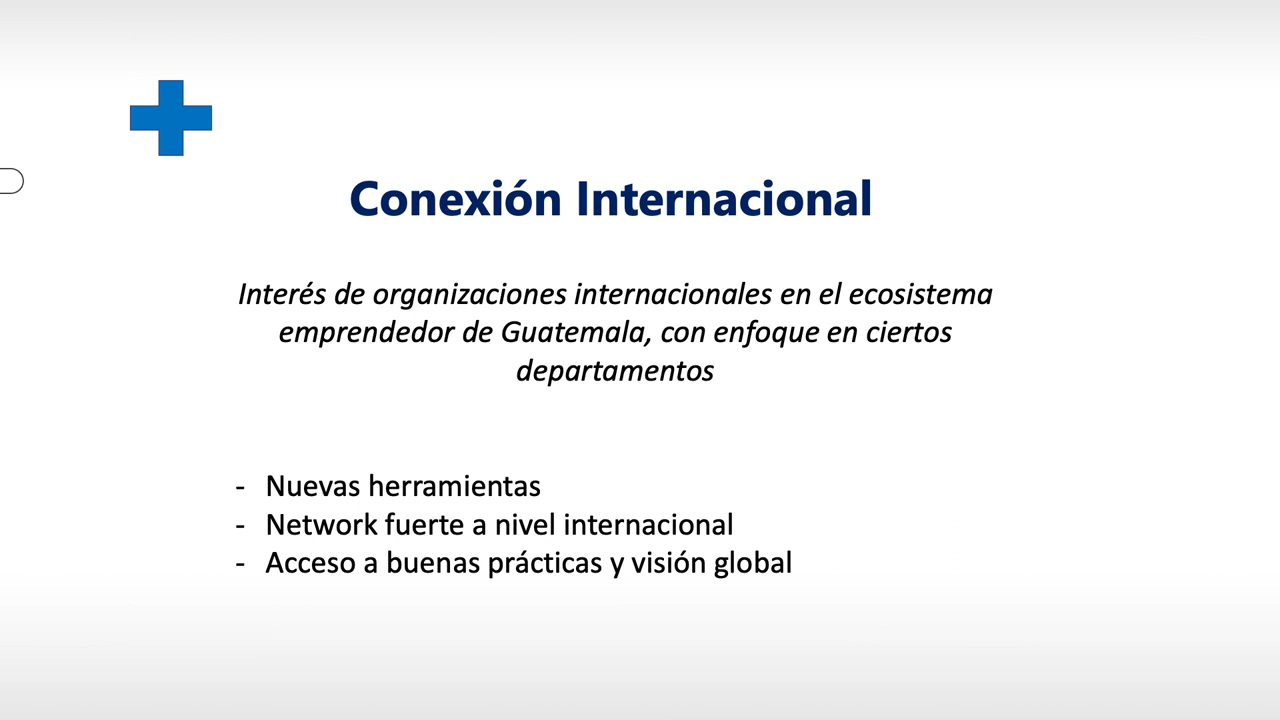 Conexión Internacional
Interés de organizaciones internacionales en el ecosistema
emprendedor de Guatemala, con enfoque en ciertos
departamentos
- Nuevas herramientas
- Network fuerte a nivel internacional
- Acceso a buenas prácticas y visión global